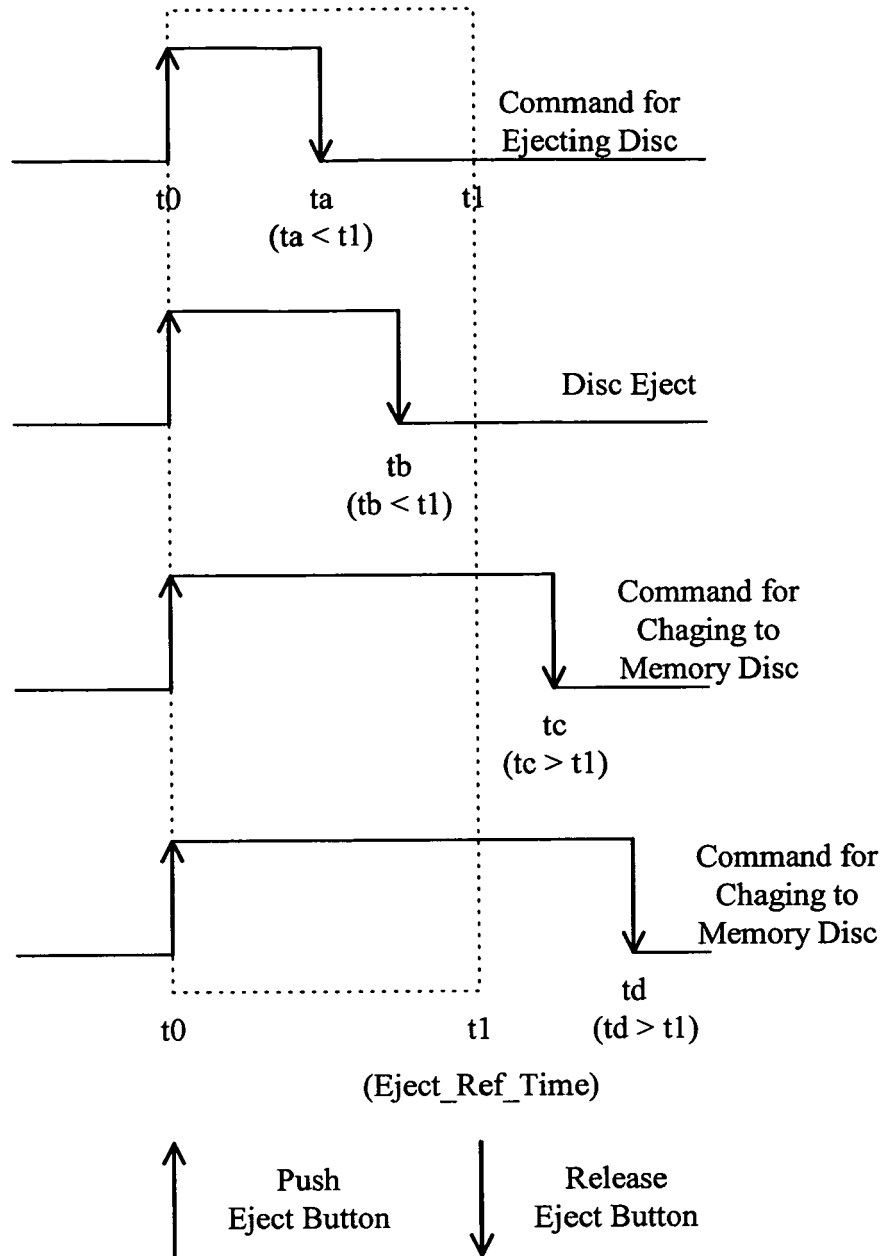 Command for
Ejecting Disc
t0
ta
t1
(ta < t1)
Disc Eject
tb
(tb < t1)
Command for
Chaging to
Memory Disc
tc
(tc > t1)
Command for
Chaging to
Memory Disc
td
(td > t1)
t0
t1
(Eject_Ref_Time)
Push
Eject Button
Release
Eject Button